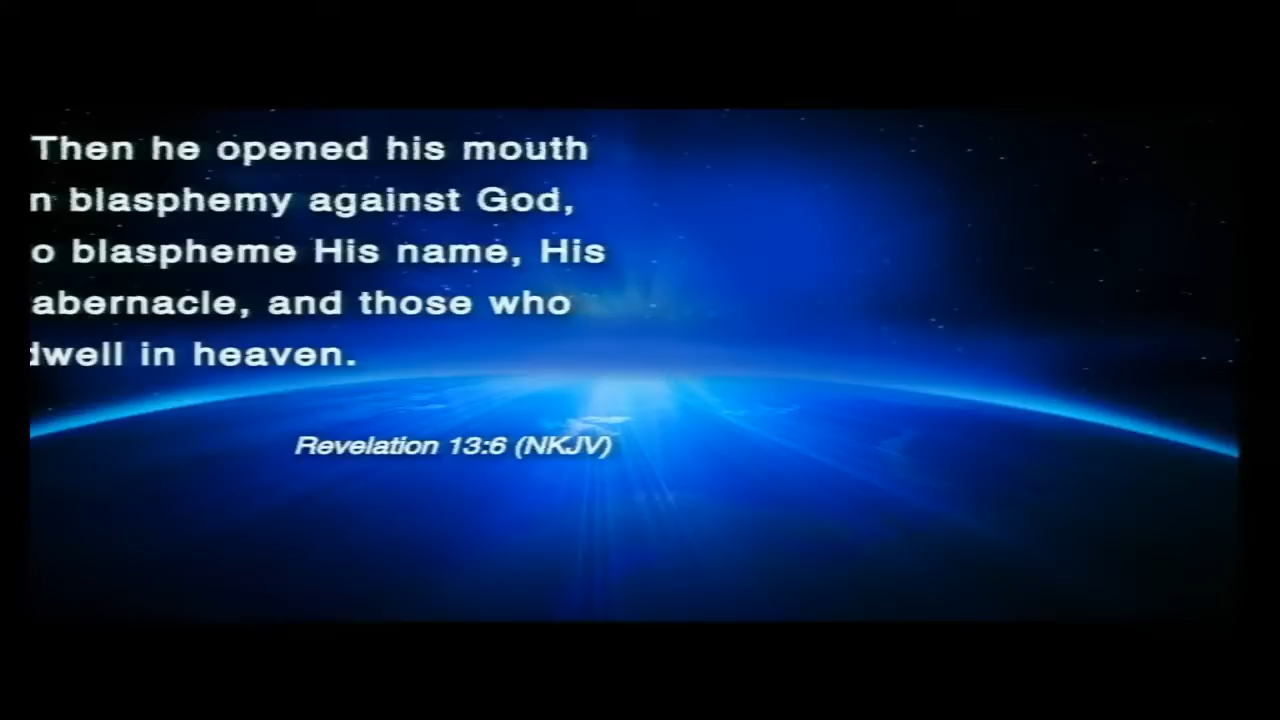 Then he opened his mouth
n blasphemy against God,
o blaspheme His name, His
abernacle, and those who
dwell in heaven.
Revelation 13:6 (NKJV)